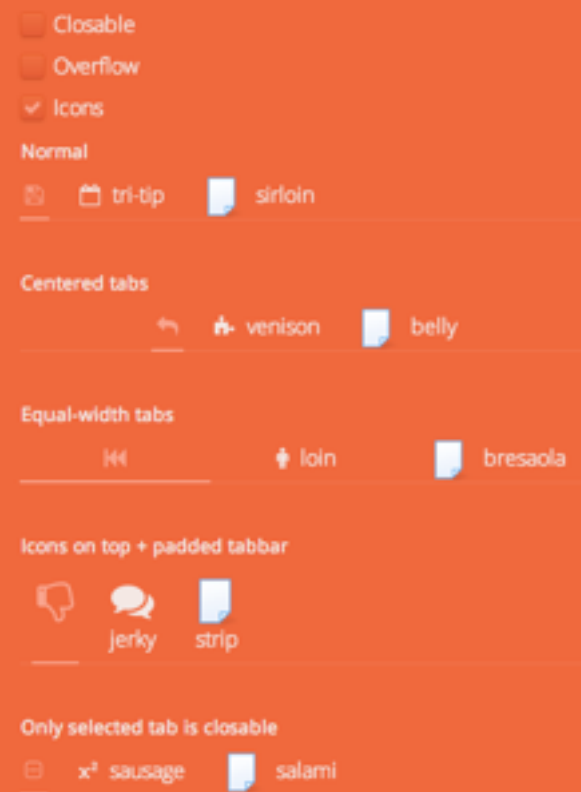 Closable
Overflow
Icons
Normal
tri-tip sirloin
Centered tabs
venison belly
Equal-width tabs
loin bresaola
Icons on top + padded tabbar
jerky strip
Only selected tab is closable
x² sausage salami